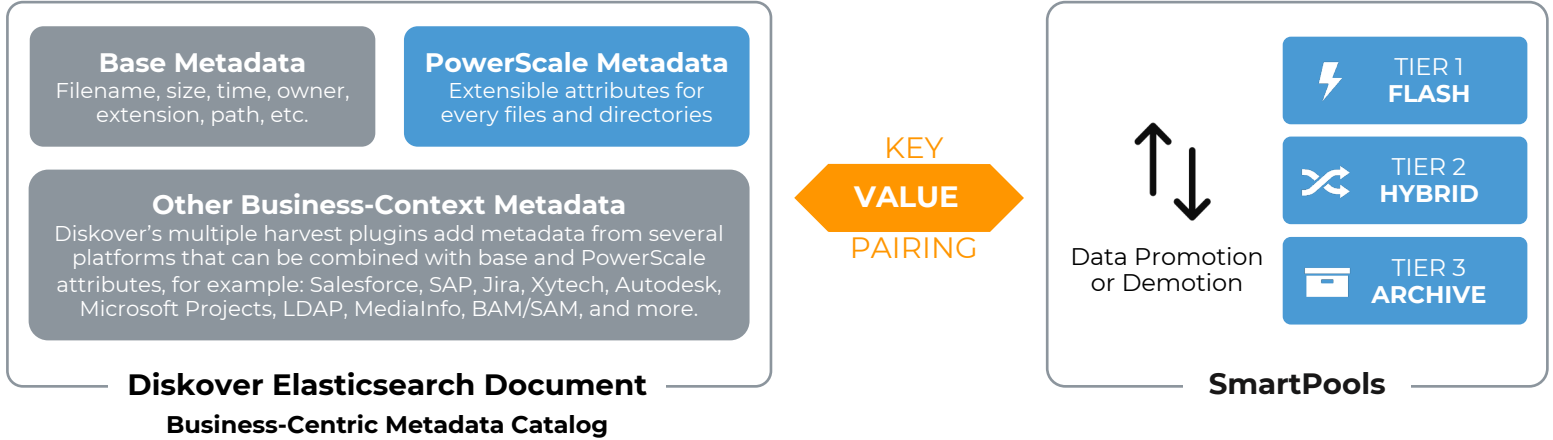 Base Metadata
Filename, size, time, owner,
extension, path, etc.
PowerScale Metadata
Extensible attributes for
every files and directories
Other Business-Context Metadata
Diskover’s multiple harvest plugins add metadata from several
platforms that can be combined with base and PowerScale
attributes, for example: Salesforce, SAP, Jira, Xytech, Autodesk,
Microsoft Projects, LDAP, MediaInfo, BAM/SAM, and more.
Diskover Elasticsearch Document
Business-Centric Metadata Catalog
KEY
VALUE
PAIRING
Data Promotion
or Demotion
TIER 1
FLASH
TIER 2
HYBRID
TIER 3
ARCHIVE
SmartPools